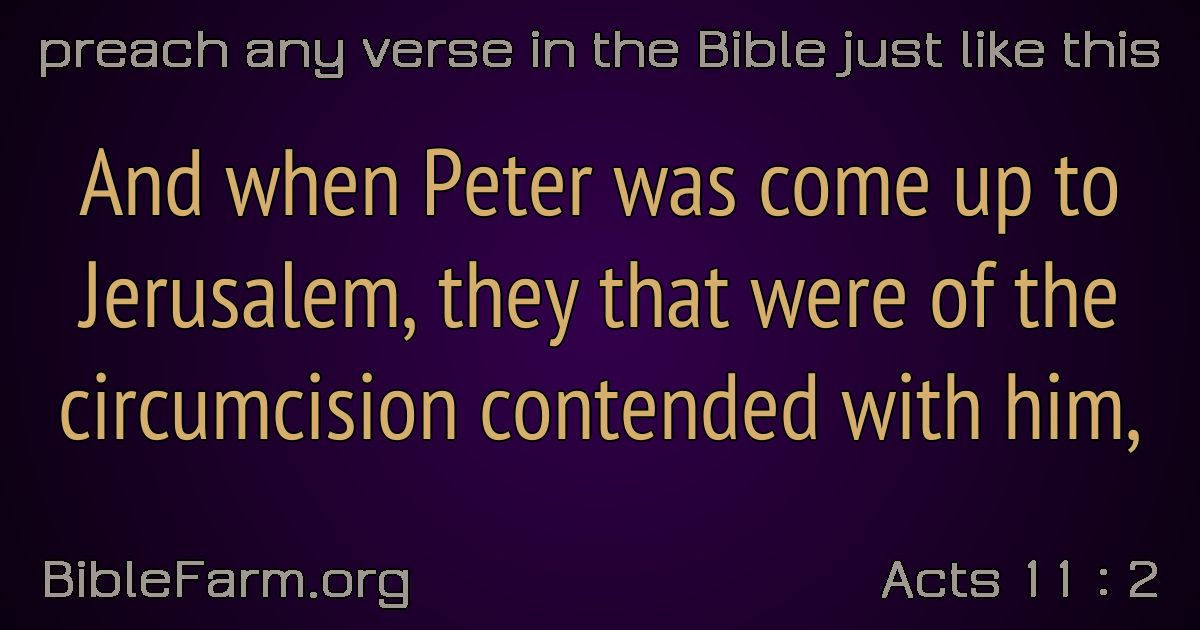 preach any verse in the Bible just like this
And when Peter was come up to
Jerusalem, they that were of the
circumcision contended with him,
BibleFarm.org
Acts 11 : 2